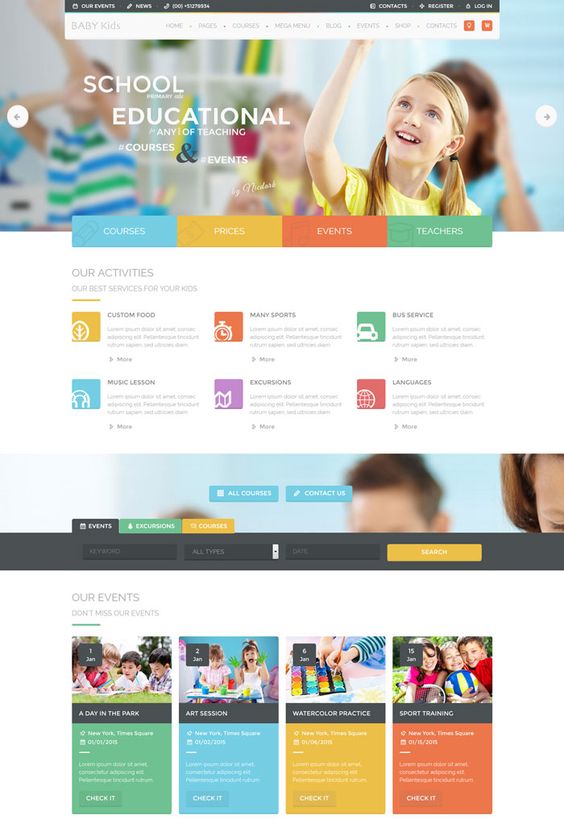 OUR EVENTS NEWS (00) +51278934 CONTACTS REGISTER LOG IN
BABY Kids HOME PAGES COURSES MEGA MENU BLOG EVENTS SHOP CONTACTS
SCHOOL
PRIMARY
EDUCATIONAL
for ANY | OF TEACHING
#COURSES
& #EVENTS
by Nicdark
COURSES PRICES EVENTS TEACHERS
OUR ACTIVITIES
OUR BEST SERVICES FOR YOUR KIDS
CUSTOM FOOD MANY SPORTS BUS SERVICE
Lorem ipsum dolor sit amet, consec Lorem ipsum dolor sit amet, consec Lorem ipsum dolor sit amet, consec
adipiscing elit. Pellentesque tincidunt adipiscing elit. Pellentesque tincidunt adipiscing elit. Pellentesque tincidunt
rutrum sapien, sed ultricies diam. rutrum sapien, sed ultricies diam. rutrum sapien, sed ultricies diam.
More More More
MUSIC LESSON EXCURSIONS LANGUAGES
Lorem ipsum dolor sit amet, consec Lorem ipsum dolor sit amet, consec Lorem ipsum dolor sit amet, consec
adipiscing elit. Pellentesque tincidunt adipiscing elit. Pellentesque tincidunt adipiscing elit. Pellentesque tincidunt
rutrum sapien, sed ultricies diam. rutrum sapien, sed ultricies diam. rutrum sapien, sed ultricies diam.
More More More
ALL COURSES CONTACT US
EVENTS EXCURSIONS COURSES
KEYWORD ALL TYPES DATE SEARCH
OUR EVENTS
DON'T MISS OUR EVENTS
1 2 6 15
Jan Jan Jan Jan
A DAY IN THE PARK ART SESSION WATERCOLOR PRACTICE SPORT TRAINING
New York, Times Square New York, Times Square New York, Times Square New York, Times Square
01/01/2015 01/02/2015 01/06/2015 01/15/2015
Lorem ipsum dolor sit amet, Lorem ipsum dolor sit amet, Lorem ipsum dolor sit amet, Lorem ipsum dolor sit amet,
consectetur adipiscing elit. consectetur adipiscing elit. consectetur adipiscing elit. consectetur adipiscing elit.
Pellentesque tincidunt rutrum Pellentesque tincidunt rutrum Pellentesque tincidunt rutrum Pellentesque tincidunt rutrum
sapien. sapien. sapien. sapien.
CHECK IT CHECK IT CHECK IT CHECK IT